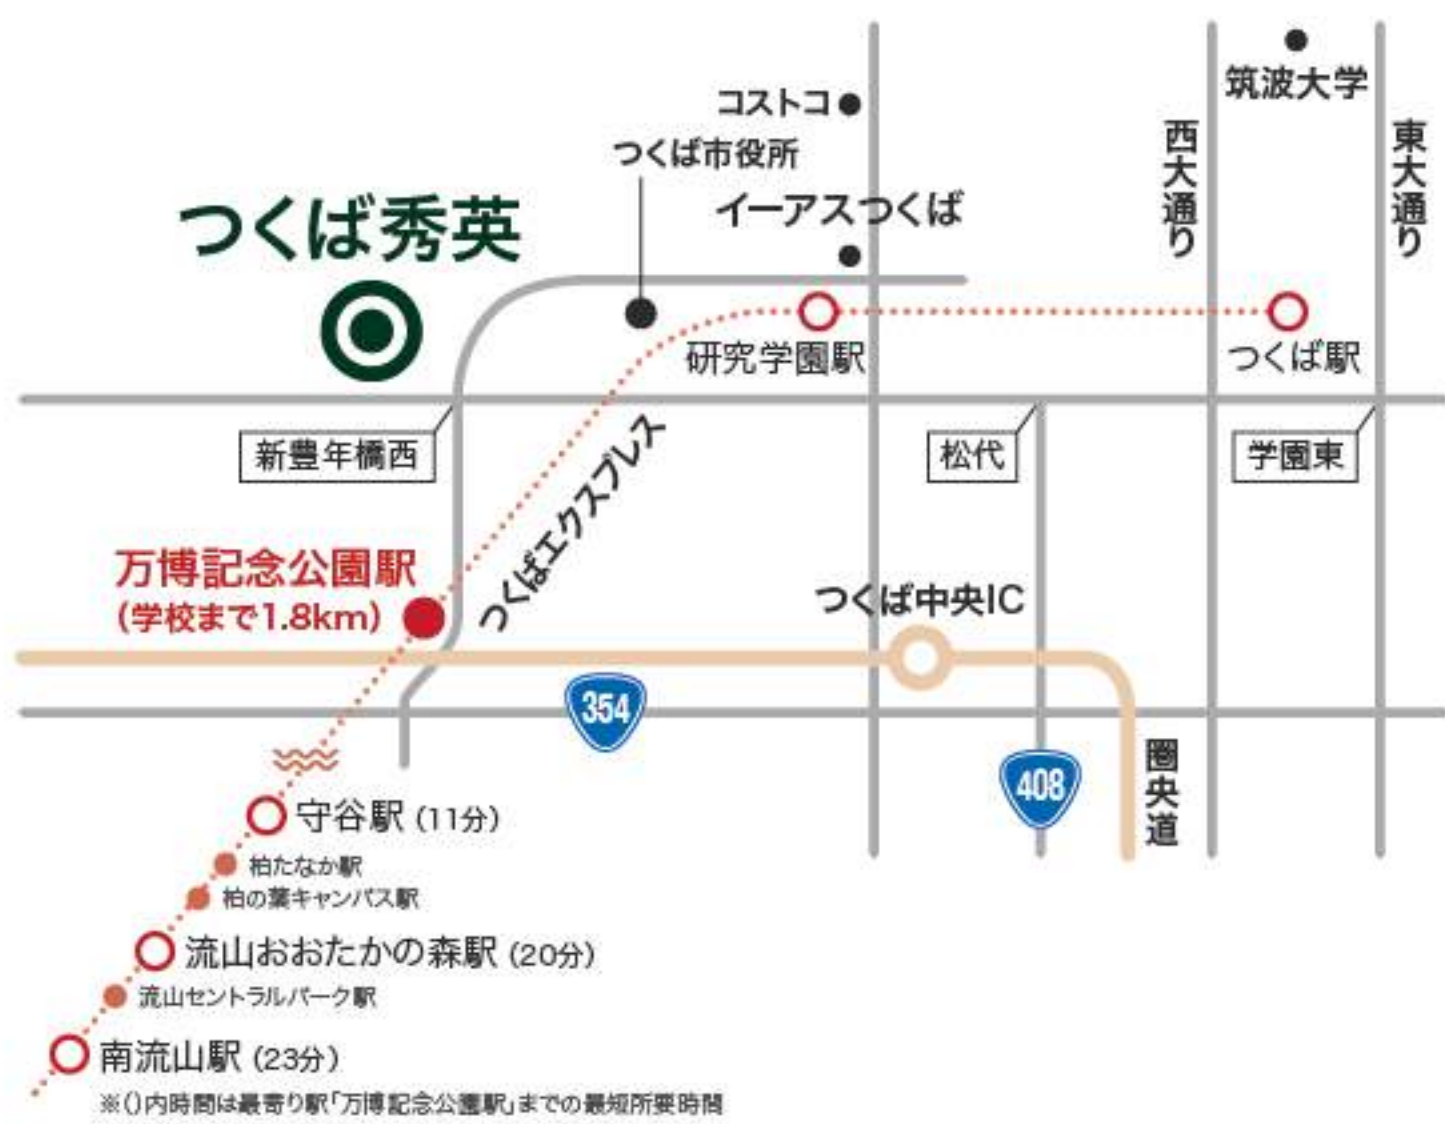 筑波大学
コストコ
つくば市役所
西大通り
東大通り
つくば秀英
イーアスつくば
研究学園駅
つくば駅
新豊年橋西
松代
学園東
つくばエクスプレス
万博記念公園駅
(学校まで1.8km)
つくば中央IC
354
408
圏央道
守谷駅 (11分)
柏たなか駅
柏の葉キャンパス駅
流山おおたかの森駅 (20分)
流山セントラルパーク駅
南流山駅 (23分)
※()内時間は最寄り駅「万博記念公園駅」までの最短所要時間